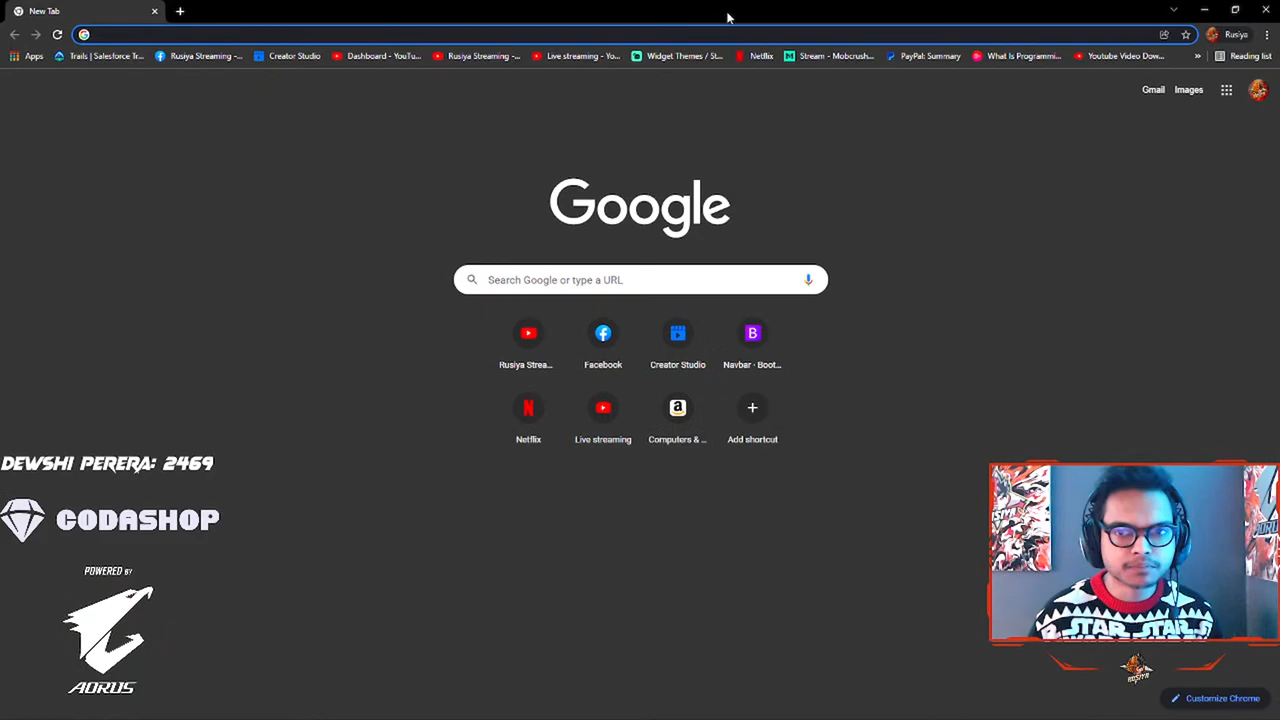 New Tab
Rusiya
Apps
Trails | Salesforce Tr...
Rusiya Streaming -...
Creator Studio
Dashboard - YouTu...
Rusiya Streaming -...
Live streaming - Yo...
Widget Themes / St...
Netflix
Stream - Mobcrush...
PayPal: Summary
What Is Programmi...
Youtube Video Dow...
»
Reading list
Gmail
Images
Google
Search Google or type a URL
Rusiya Strea...
Facebook
Creator Studio
Navbar · Boot...
Netflix
Live streaming
Computers & ...
Add shortcut
DEWSHI PERERA: 2469
CODASHOP
POWERED BY
AORUS
STAR STAR
RUSIYA
Customize Chrome